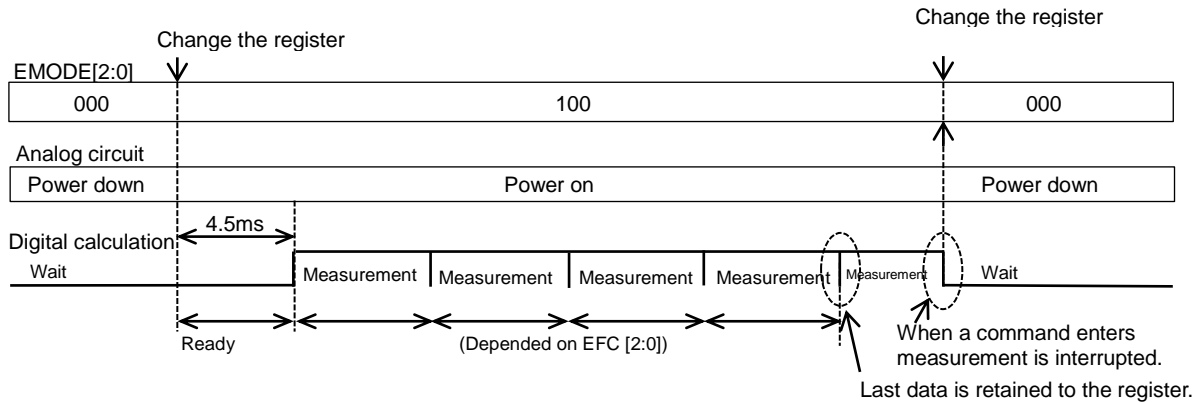 Change the register
Change the register
EMODE[2:0]
000 100 000
Analog circuit
Power down Power on Power down
4.5ms
Digital calculation
Wait Measurement Measurement Measurement Measurement Measurement Wait
Ready (Depended on EFC [2:0])
When a command enters
measurement is interrupted.
Last data is retained to the register.